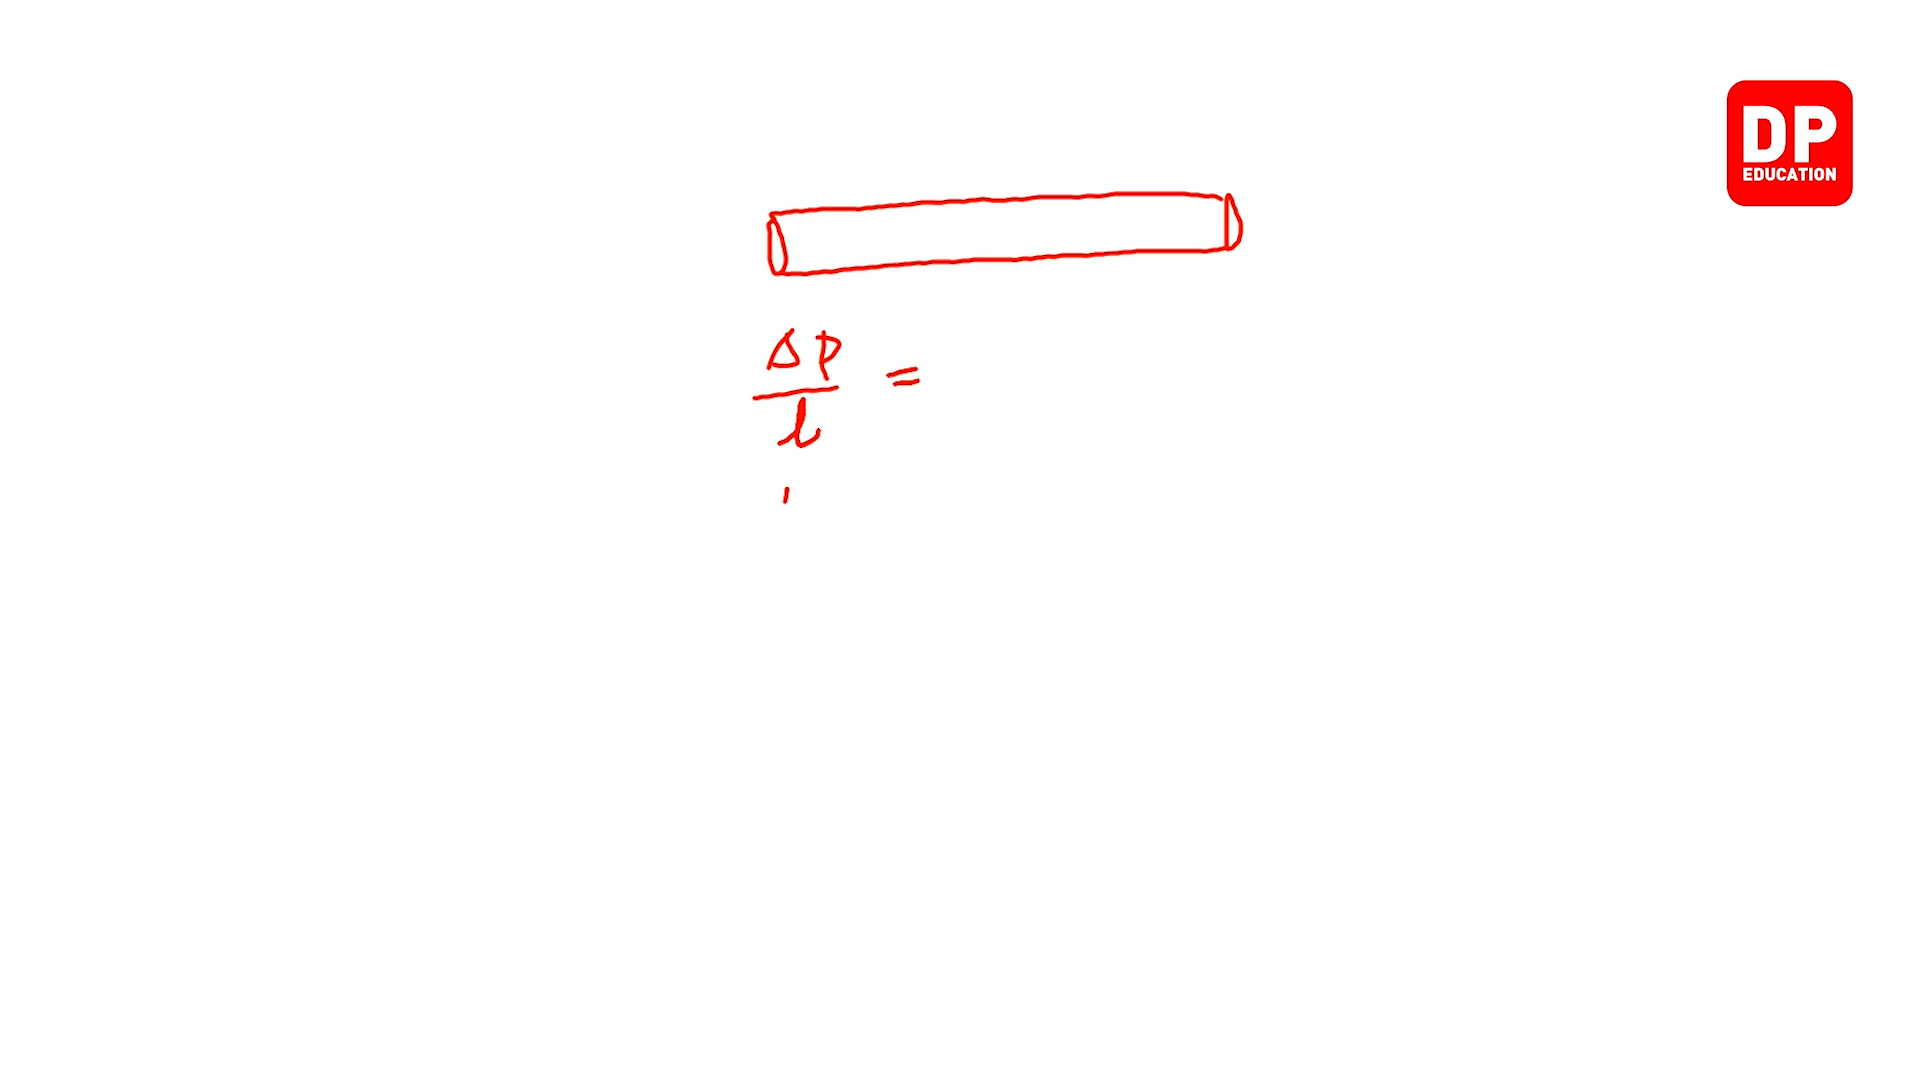 DP
EDUCATION
ΔP
l
=